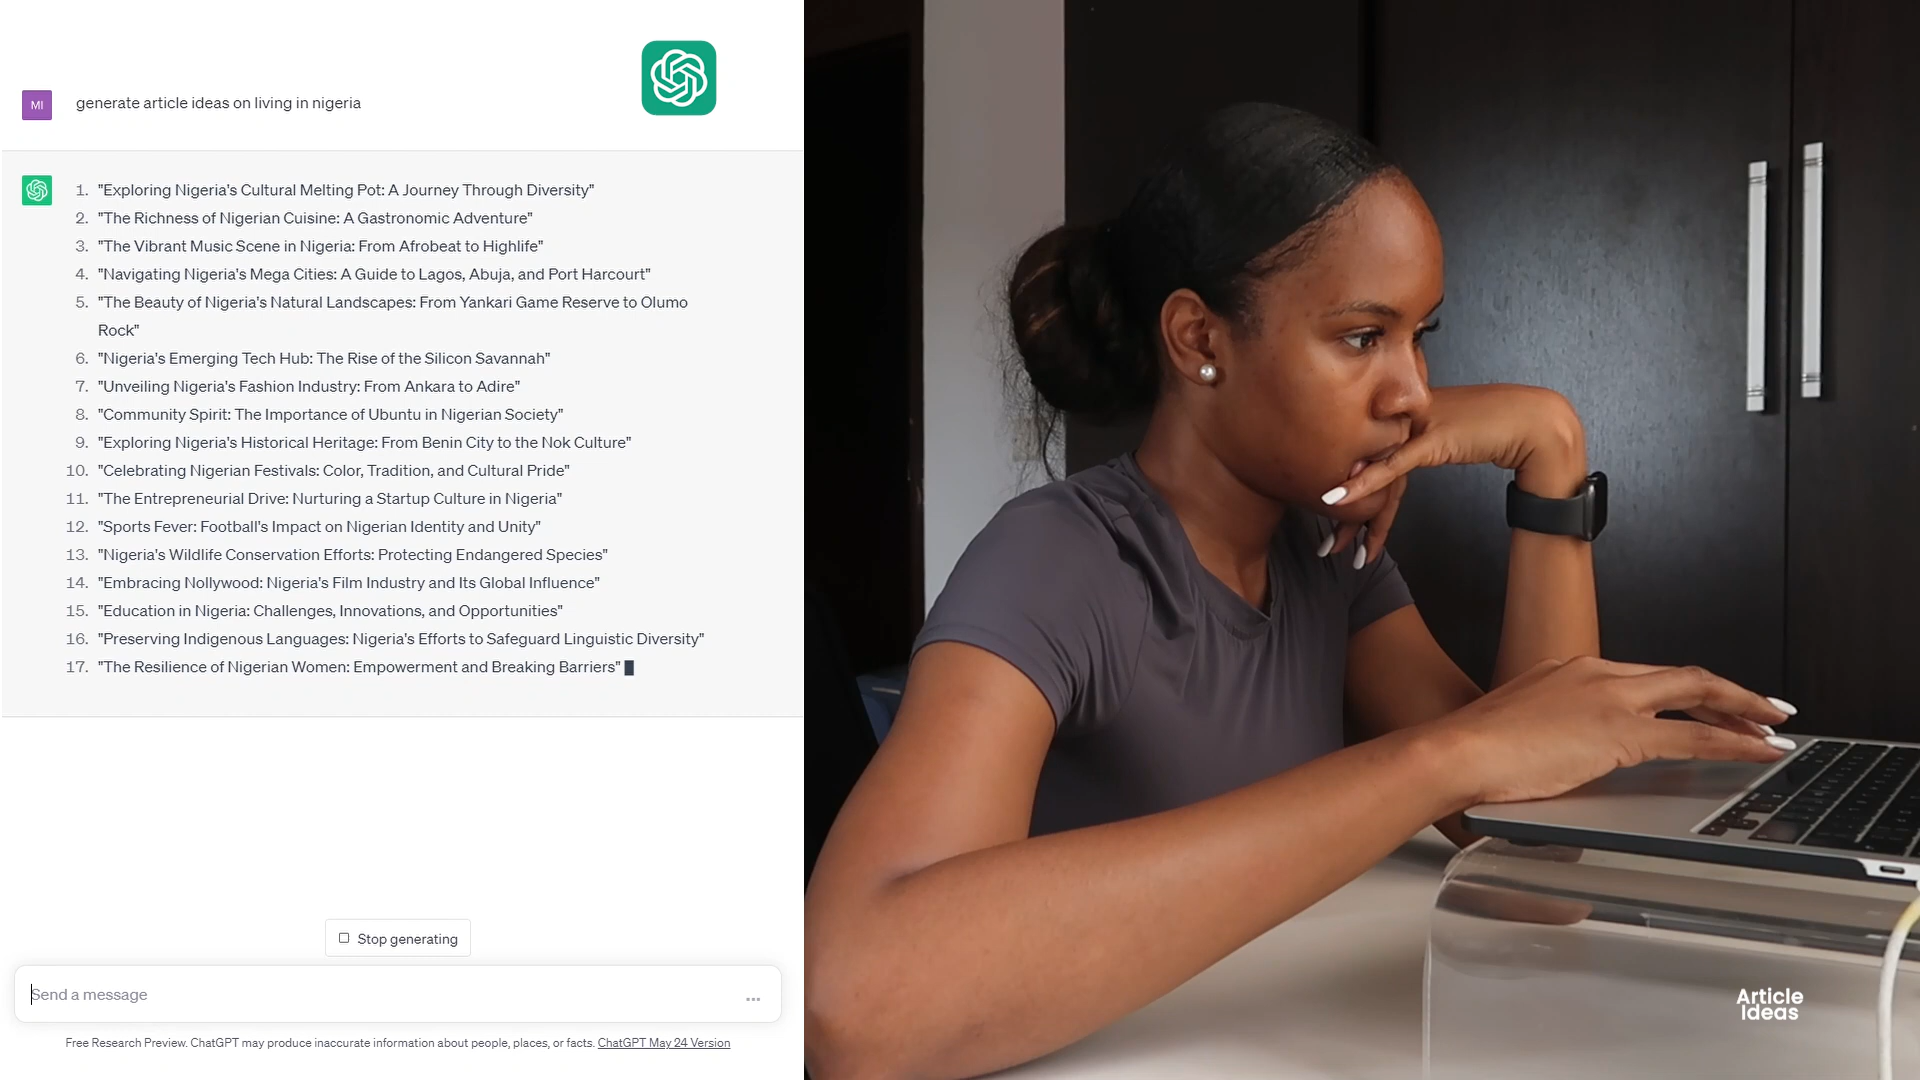 MI
generate article ideas on living in nigeria
1. "Exploring Nigeria's Cultural Melting Pot: A Journey Through Diversity"
2. "The Richness of Nigerian Cuisine: A Gastronomic Adventure"
3. "The Vibrant Music Scene in Nigeria: From Afrobeat to Highlife"
4. "Navigating Nigeria's Mega Cities: A Guide to Lagos, Abuja, and Port Harcourt"
5. "The Beauty of Nigeria's Natural Landscapes: From Yankari Game Reserve to Olumo
Rock"
6. "Nigeria's Emerging Tech Hub: The Rise of the Silicon Savannah"
7. "Unveiling Nigeria's Fashion Industry: From Ankara to Adire"
8. "Community Spirit: The Importance of Ubuntu in Nigerian Society"
9. "Exploring Nigeria's Historical Heritage: From Benin City to the Nok Culture"
10. "Celebrating Nigerian Festivals: Color, Tradition, and Cultural Pride"
11. "The Entrepreneurial Drive: Nurturing a Startup Culture in Nigeria"
12. "Sports Fever: Football's Impact on Nigerian Identity and Unity"
13. "Nigeria's Wildlife Conservation Efforts: Protecting Endangered Species"
14. "Embracing Nollywood: Nigeria's Film Industry and Its Global Influence"
15. "Education in Nigeria: Challenges, Innovations, and Opportunities"
16. "Preserving Indigenous Languages: Nigeria's Efforts to Safeguard Linguistic Diversity"
17. "The Resilience of Nigerian Women: Empowerment and Breaking Barriers"
Stop generating
Send a message
Free Research Preview. ChatGPT may produce inaccurate information about people, places, or facts. ChatGPT May 24 Version
Article
Ideas